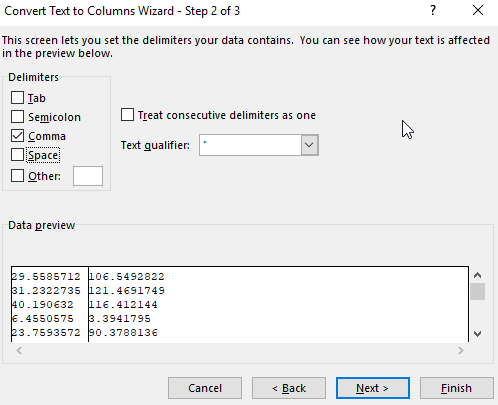 Convert Text to Columns Wizard - Step 2 of 3 ? ×
This screen lets you set the delimiters your data contains. You can see how your text is affected
in the preview below.
Delimiters
Tab
Semicolon
Comma
Space
Other:
Treat consecutive delimiters as one
Text qualifier: "
Data preview
29.5585712 106.5492822
31.2322735 121.4691749
40.190632 116.412144
6.4550575 3.3941795
23.7593572 90.3788136
Cancel < Back Next > Finish